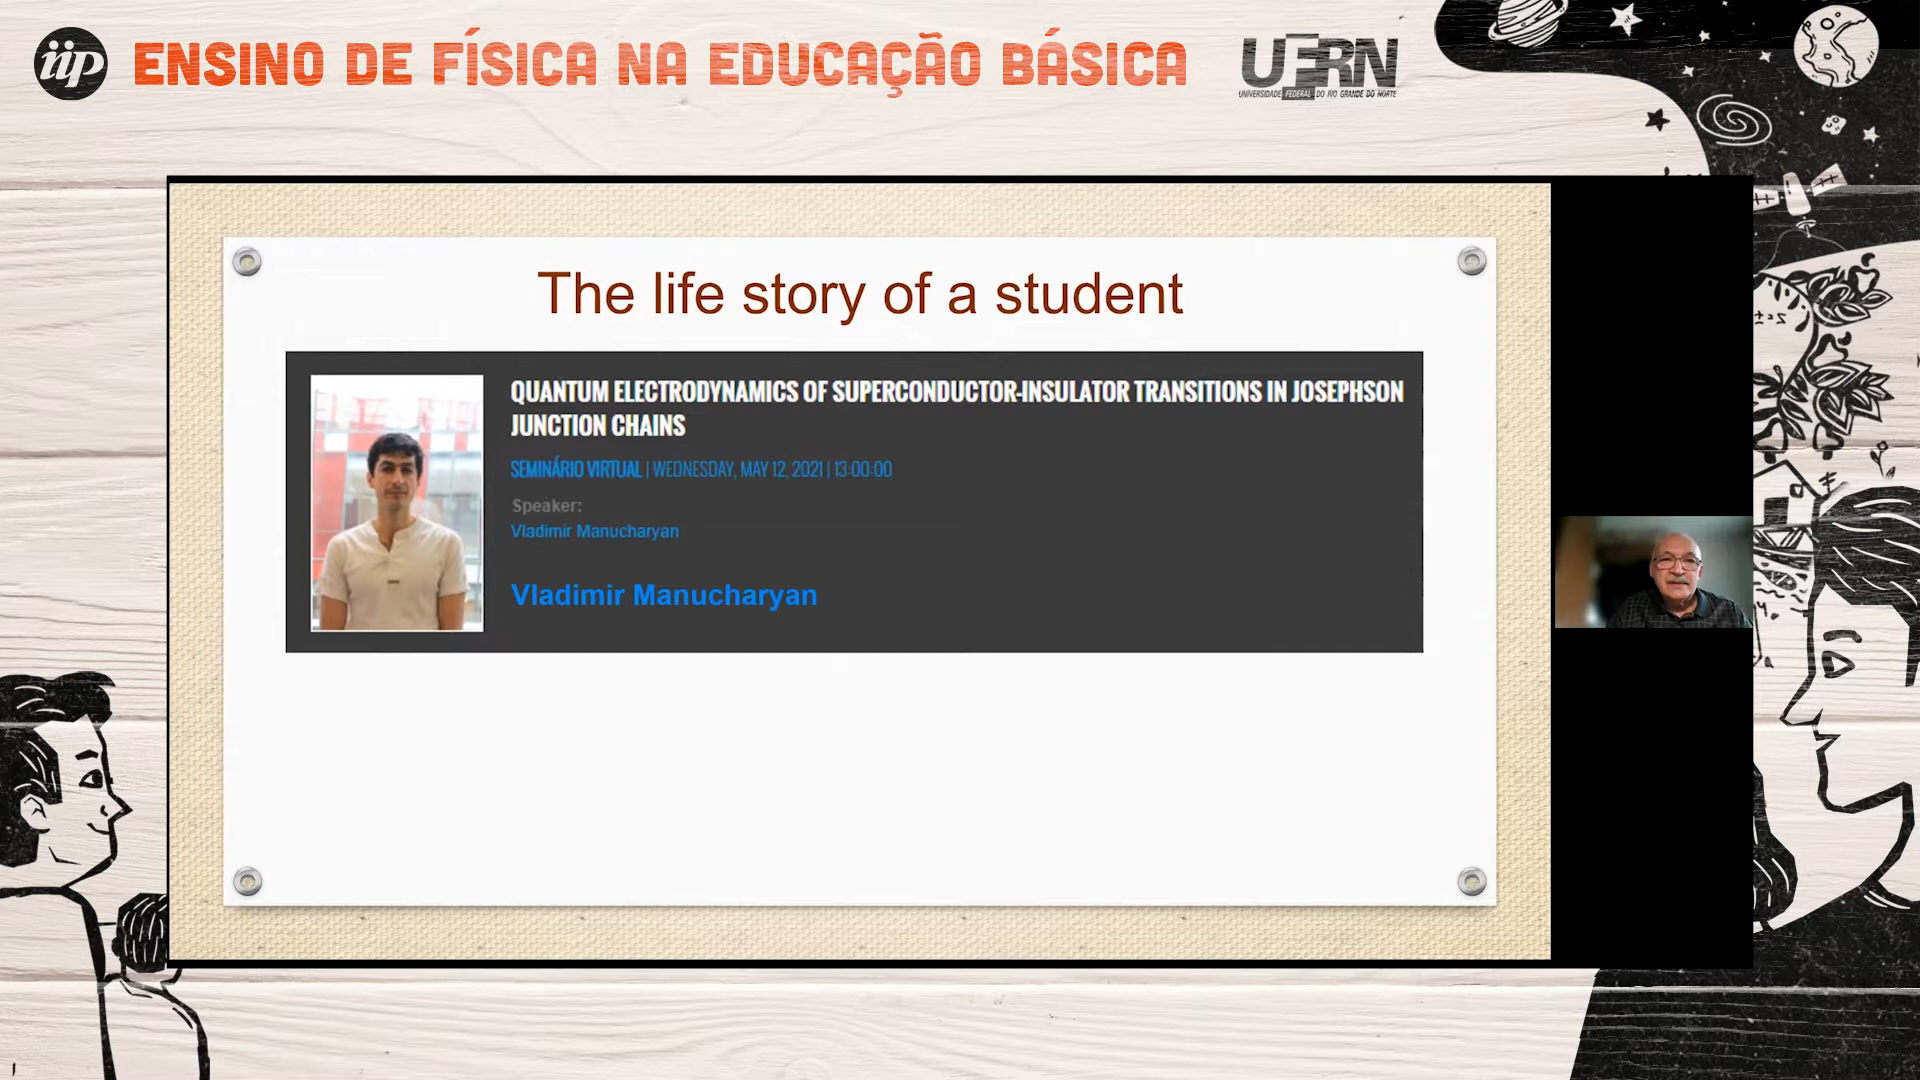 iip ENSINO DE FÍSICA NA EDUCAÇÃO BÁSICA UFRN
UNIVERSIDADE FEDERAL DO RIO GRANDE DO NORTE
The life story of a student
QUANTUM ELECTRODYNAMICS OF SUPERCONDUCTOR-INSULATOR TRANSITIONS IN JOSEPHSON
JUNCTION CHAINS
SEMINÁRIO VIRTUAL | WEDNESDAY, MAY 12, 2021 | 13:00:00
Speaker:
Vladimir Manucharyan
Vladimir Manucharyan